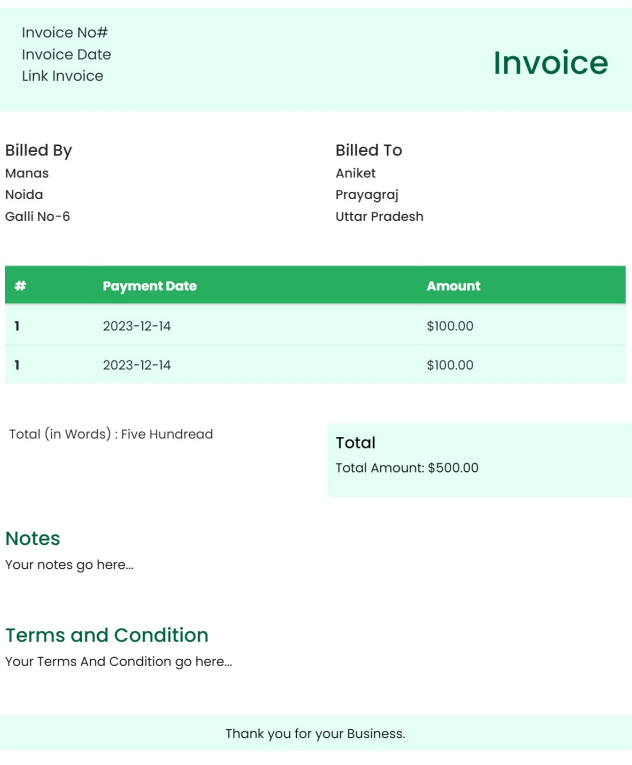 Invoice No#
Invoice Date
Link Invoice
Invoice
Billed By
Manas
Noida
Galli No-6
Billed To
Aniket
Prayagraj
Uttar Pradesh
# Payment Date Amount
1 2023-12-14 $100.00
1 2023-12-14 $100.00
Total (in Words) : Five Hundread
Total
Total Amount: $500.00
Notes
Your notes go here...
Terms and Condition
Your Terms And Condition go here...
Thank you for your Business.